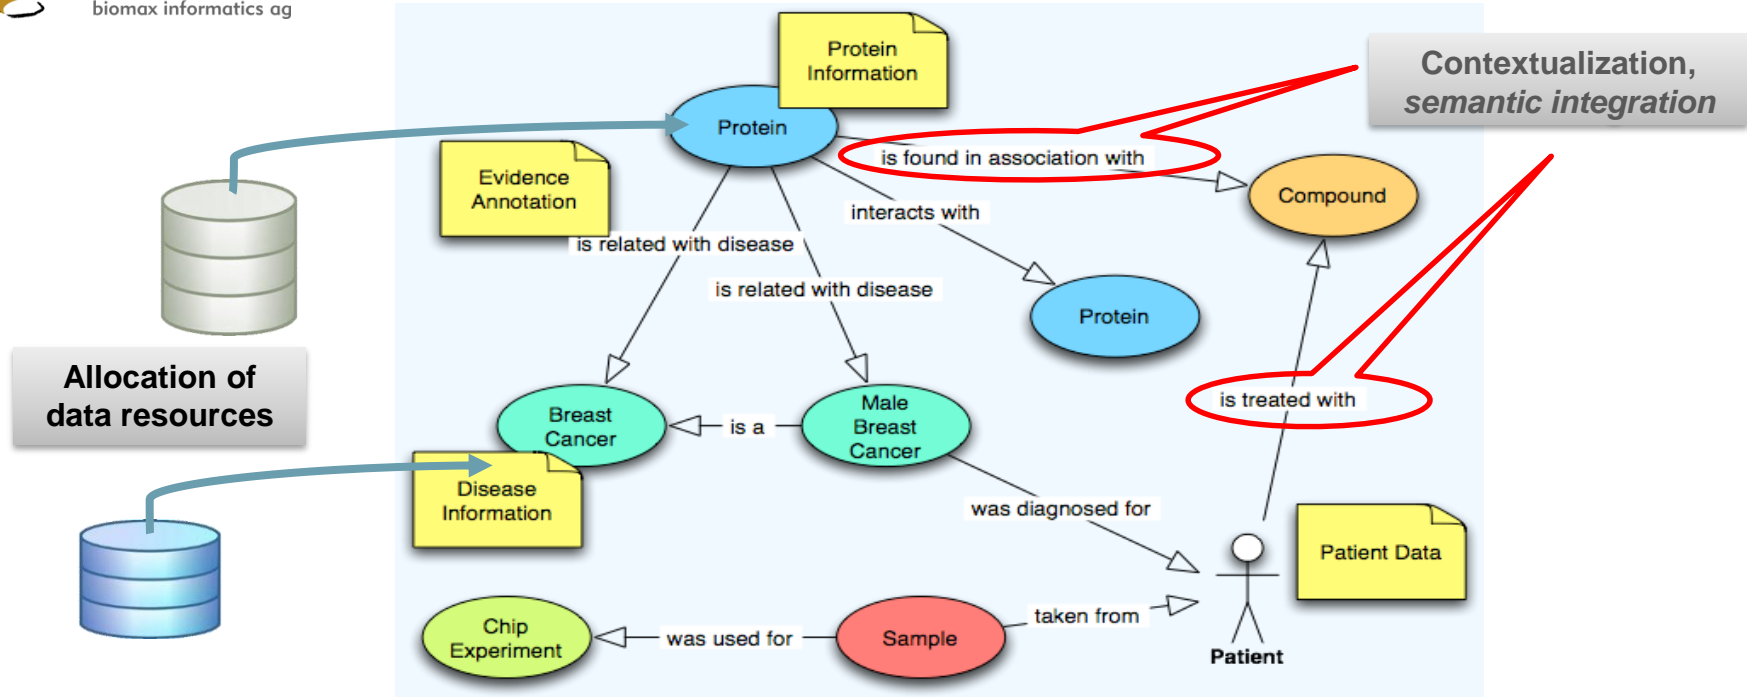 biomax informatics ag
Protein
Information
Contextualization,
semantic integration
Protein
is found in association with
Evidence
Annotation
Compound
interacts with
is related with disease
is related with disease
Protein
Allocation of
data resources
Breast
Cancer
is a
Male
Breast
Cancer
is treated with
Disease
Information
was diagnosed for
Patient Data
Chip
Experiment
was used for
Sample
taken from
Patient